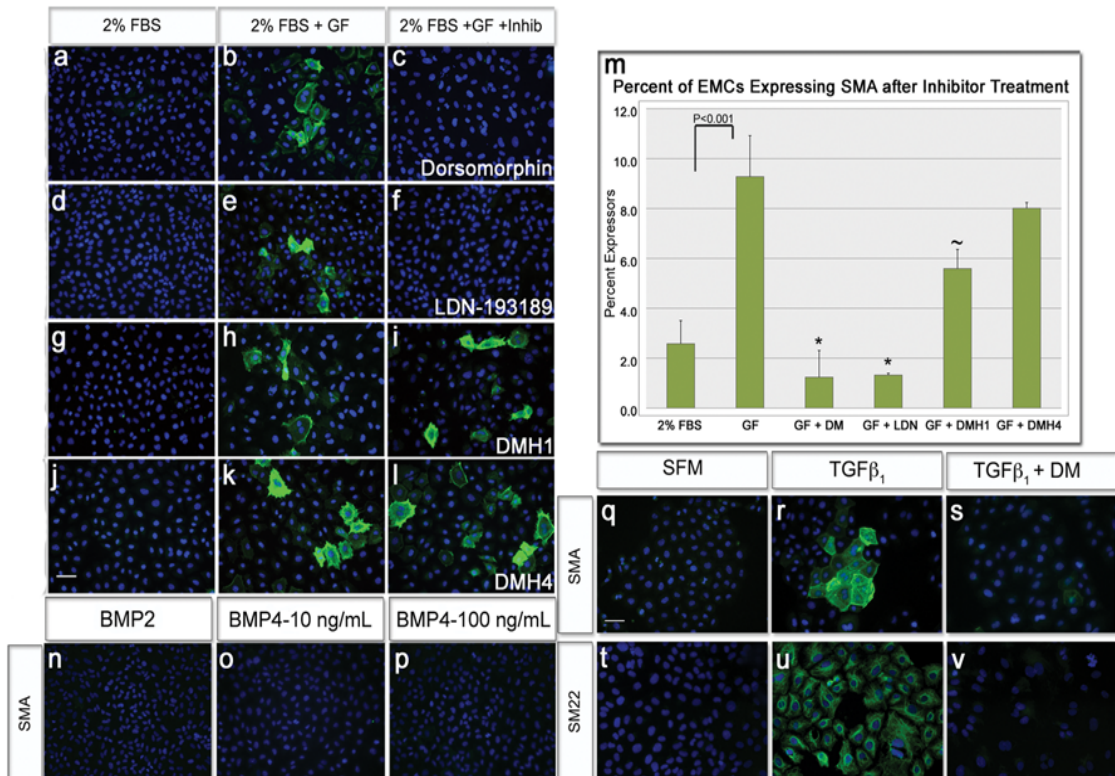 2% FBS
2% FBS + GF
2% FBS +GF +Inhib
a
b
c
Dorsomorphin
d
e
f
LDN-193189
g
h
i
DMH1
j
k
l
DMH4
BMP2
BMP4-10 ng/mL
BMP4-100 ng/mL
SMA
n
o
p
m
Percent of EMCs Expressing SMA after Inhibitor Treatment
Percent Expressors
12.0
10.0
8.0
6.0
4.0
2.0
0.0
P<0.001
*
*
~
2% FBS
GF
GF + DM
GF + LDN
GF + DMH1
GF + DMH4
SFM
TGFβ₁
TGFβ₁ + DM
SMA
q
r
s
SM22
t
u
v